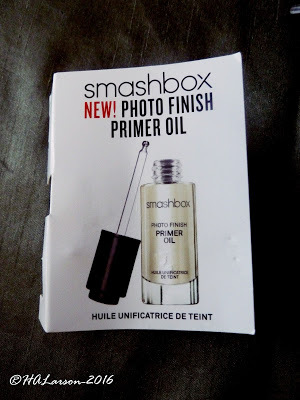 smashbox
NEW! PHOTO FINISH
PRIMER OIL
smashbox
PHOTO FINISH
PRIMER
OIL
HUILE UNIFICATRICE
DE TEINT
HUILE UNIFICATRICE DE TEINT
©HALarson-2016